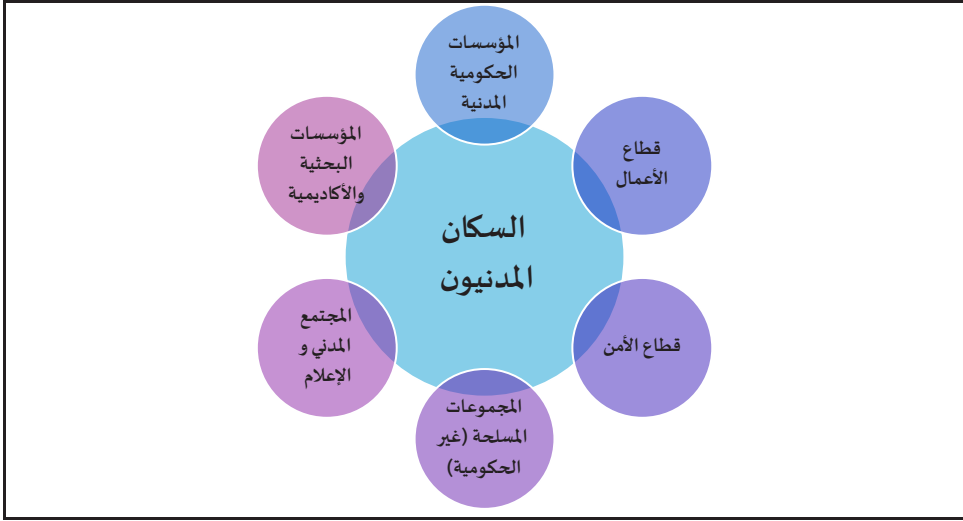 المؤسسات
الحكومية
المدنية
قطاع
الأعمال
المؤسسات
البحثية
والأكاديمية
السكان
المدنيون
قطاع الأمن
المجتمع
المدني و
الإعلام
المجموعات
المسلحة (غير
الحكومية)